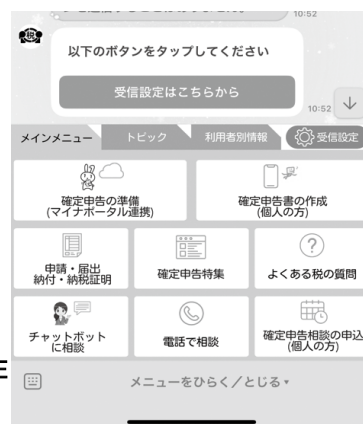 10:52
税
以下のボタンをタップしてください
受信設定はこちらから
10:52
メインメニュー
トピック
利用者別情報
受信設定
確定申告の準備
(マイナポータル連携)
確定申告書の作成
(個人の方)
申請・届出
納付・納税証明
確定申告特集
よくある税の質問
チャットボット
に相談
電話で相談
確定申告相談の申込
(個人の方)
メニューをひらく/とじる▾